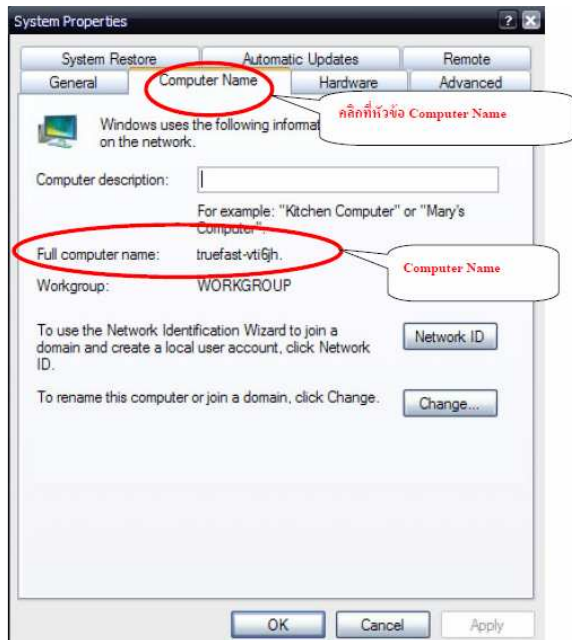 System Properties
System Restore Automatic Updates Remote
General Computer Name Hardware Advanced
คลิกที่หัวข้อ Computer Name
Windows uses the following informat
on the network.
Computer description:
For example: "Kitchen Computer" or "Mary's
Computer".
Full computer name: truefast-vti6jh.
Computer Name
Workgroup: WORKGROUP
To use the Network Identification Wizard to join a
domain and create a local user account, click Network
ID.
Network ID
To rename this computer or join a domain, click Change.
Change...
OK Cancel Apply